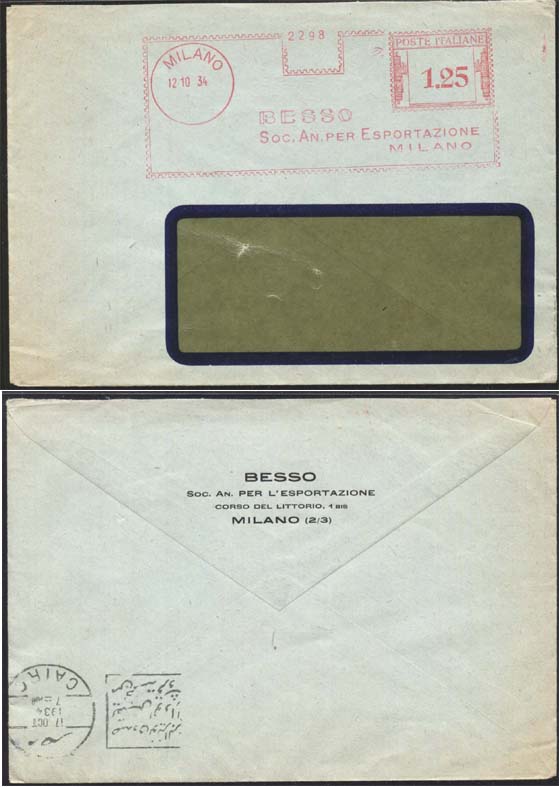 MILANO
12.10 34
2298
POSTE ITALIANE
1.25
BESSO
SOC. AN. PER ESPORTAZIONE
MILANO
BESSO
SOC. AN. PER L'ESPORTAZIONE
CORSO DEL LITTORIO, 1 BIS
MILANO (2/3)
CAIRO
17 OCT
1934